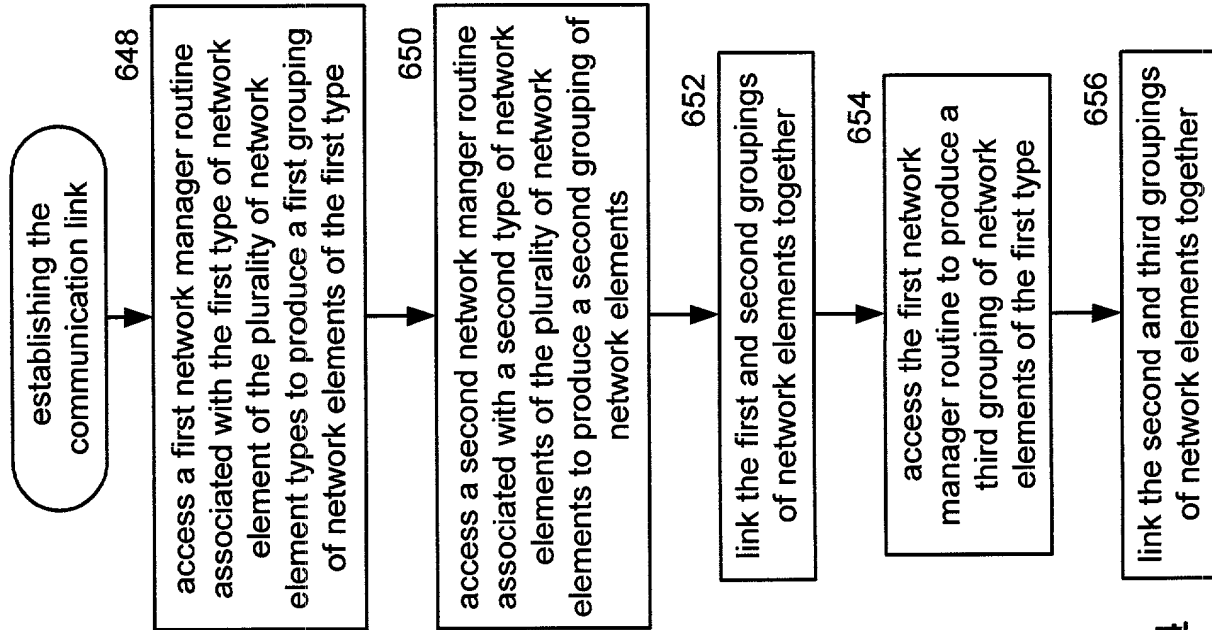 establishing the
communication link
648
access a first network manager routine
associated with the first type of network
element of the plurality of network
element types to produce a first grouping
of network elements of the first type
650
access a second network manger routine
associated with a second type of network
elements of the plurality of network
elements to produce a second grouping of
network elements
652
link the first and second groupings
of network elements together
654
access the first network
manager routine to produce a
third grouping of network
elements of the first type
656
link the second and third groupings
of network elements together